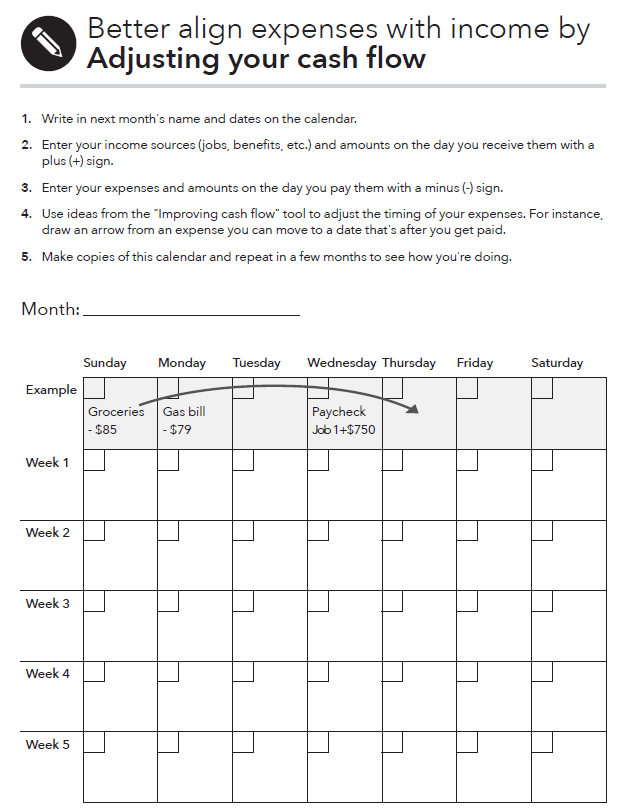 Better align expenses with income by
Adjusting your cash flow
1. Write in next month's name and dates on the calendar.
2. Enter your income sources (jobs, benefits, etc.) and amounts on the day you receive them with a
plus (+) sign.
3. Enter your expenses and amounts on the day you pay them with a minus (-) sign.
4. Use ideas from the "Improving cash flow" tool to adjust the timing of your expenses. For instance,
draw an arrow from an expense you can move to a date that's after you get paid.
5. Make copies of this calendar and repeat in a few months to see how you're doing.
Month:
Sunday Monday Tuesday Wednesday Thursday Friday Saturday
Example
Groceries Gas bill Paycheck
- $85 - $79 Job 1+$750
Week 1
Week 2
Week 3
Week 4
Week 5